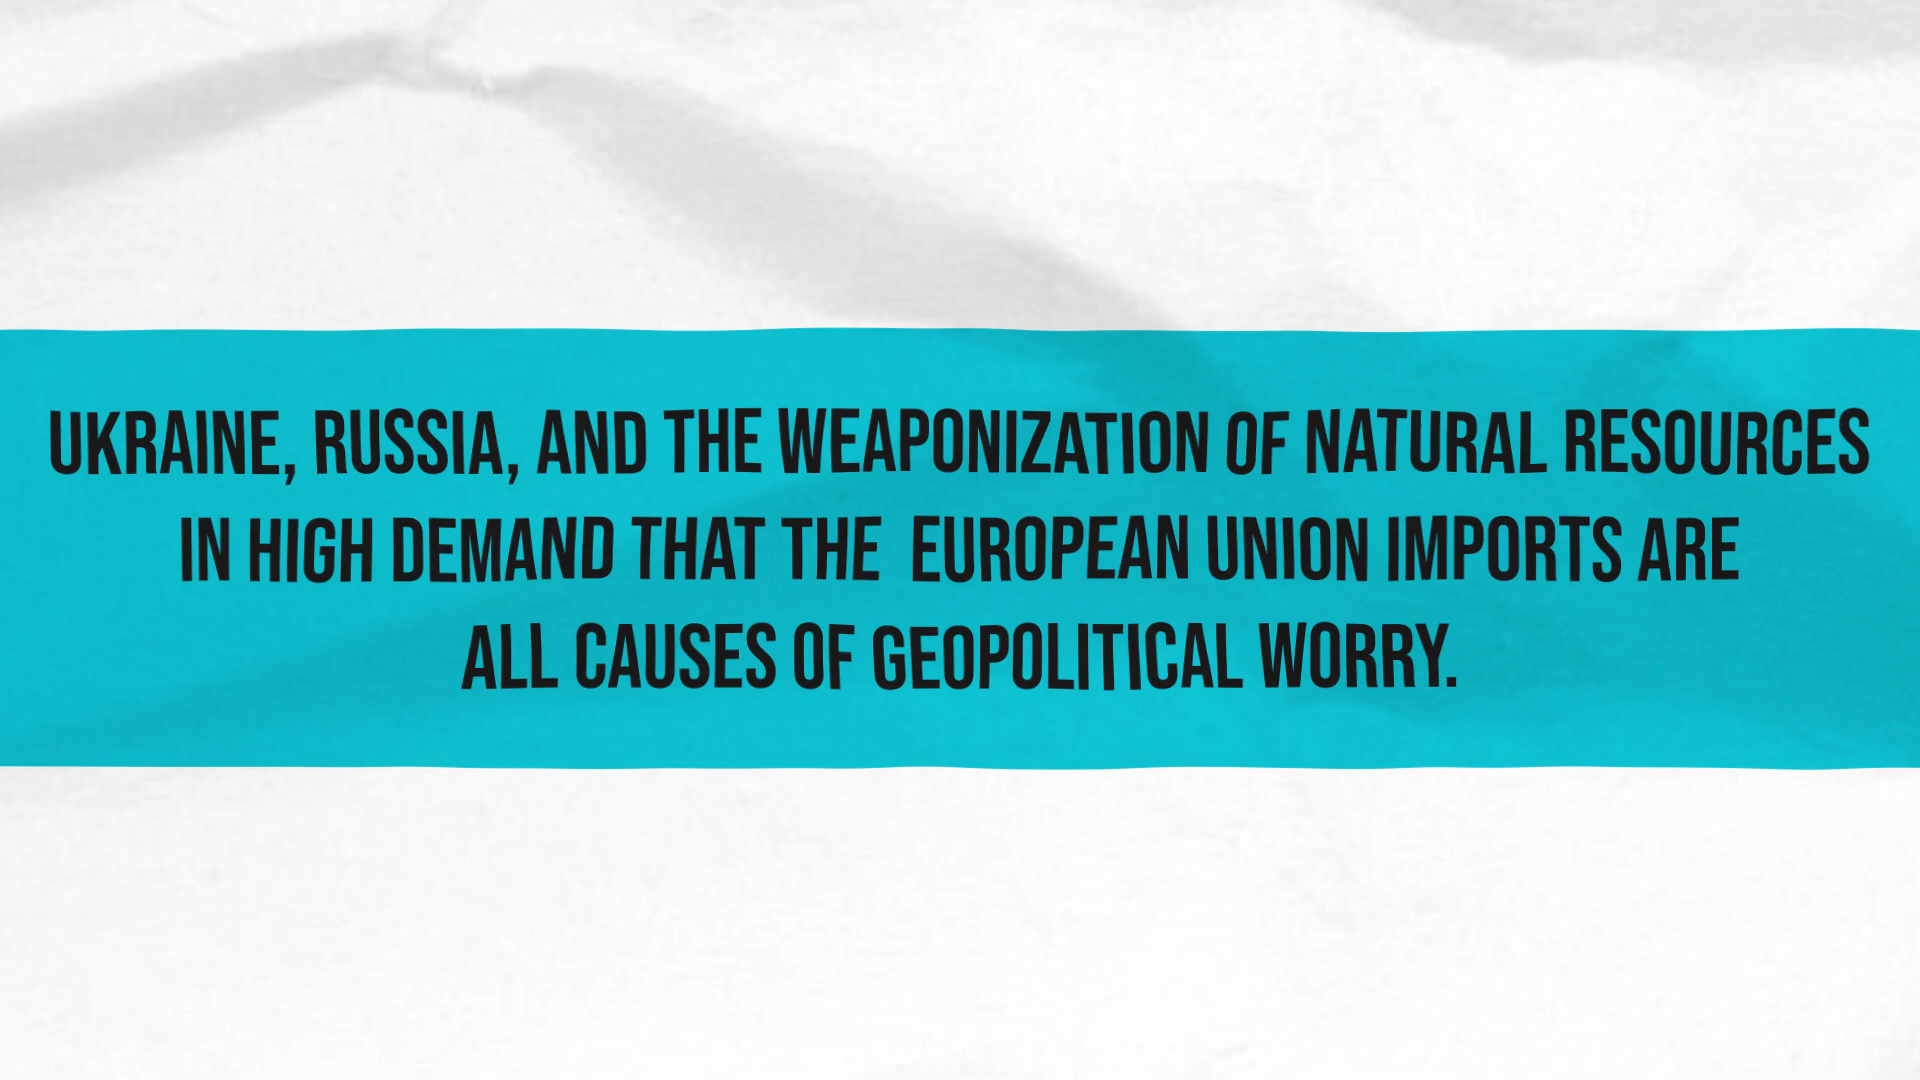 UKRAINE, RUSSIA, AND THE WEAPONIZATION OF NATURAL RESOURCES
IN HIGH DEMAND THAT THE EUROPEAN UNION IMPORTS ARE
ALL CAUSES OF GEOPOLITICAL WORRY.